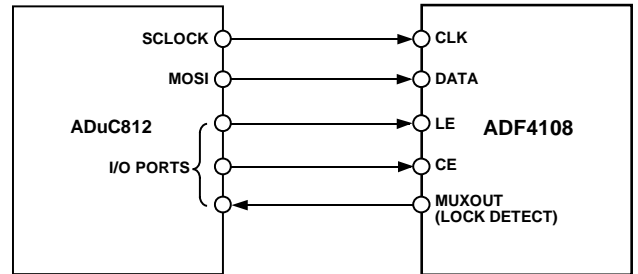 SCLOCK
CLK
MOSI
DATA
ADuC812
LE
ADF4108
I/O PORTS
CE
MUXOUT
(LOCK DETECT)